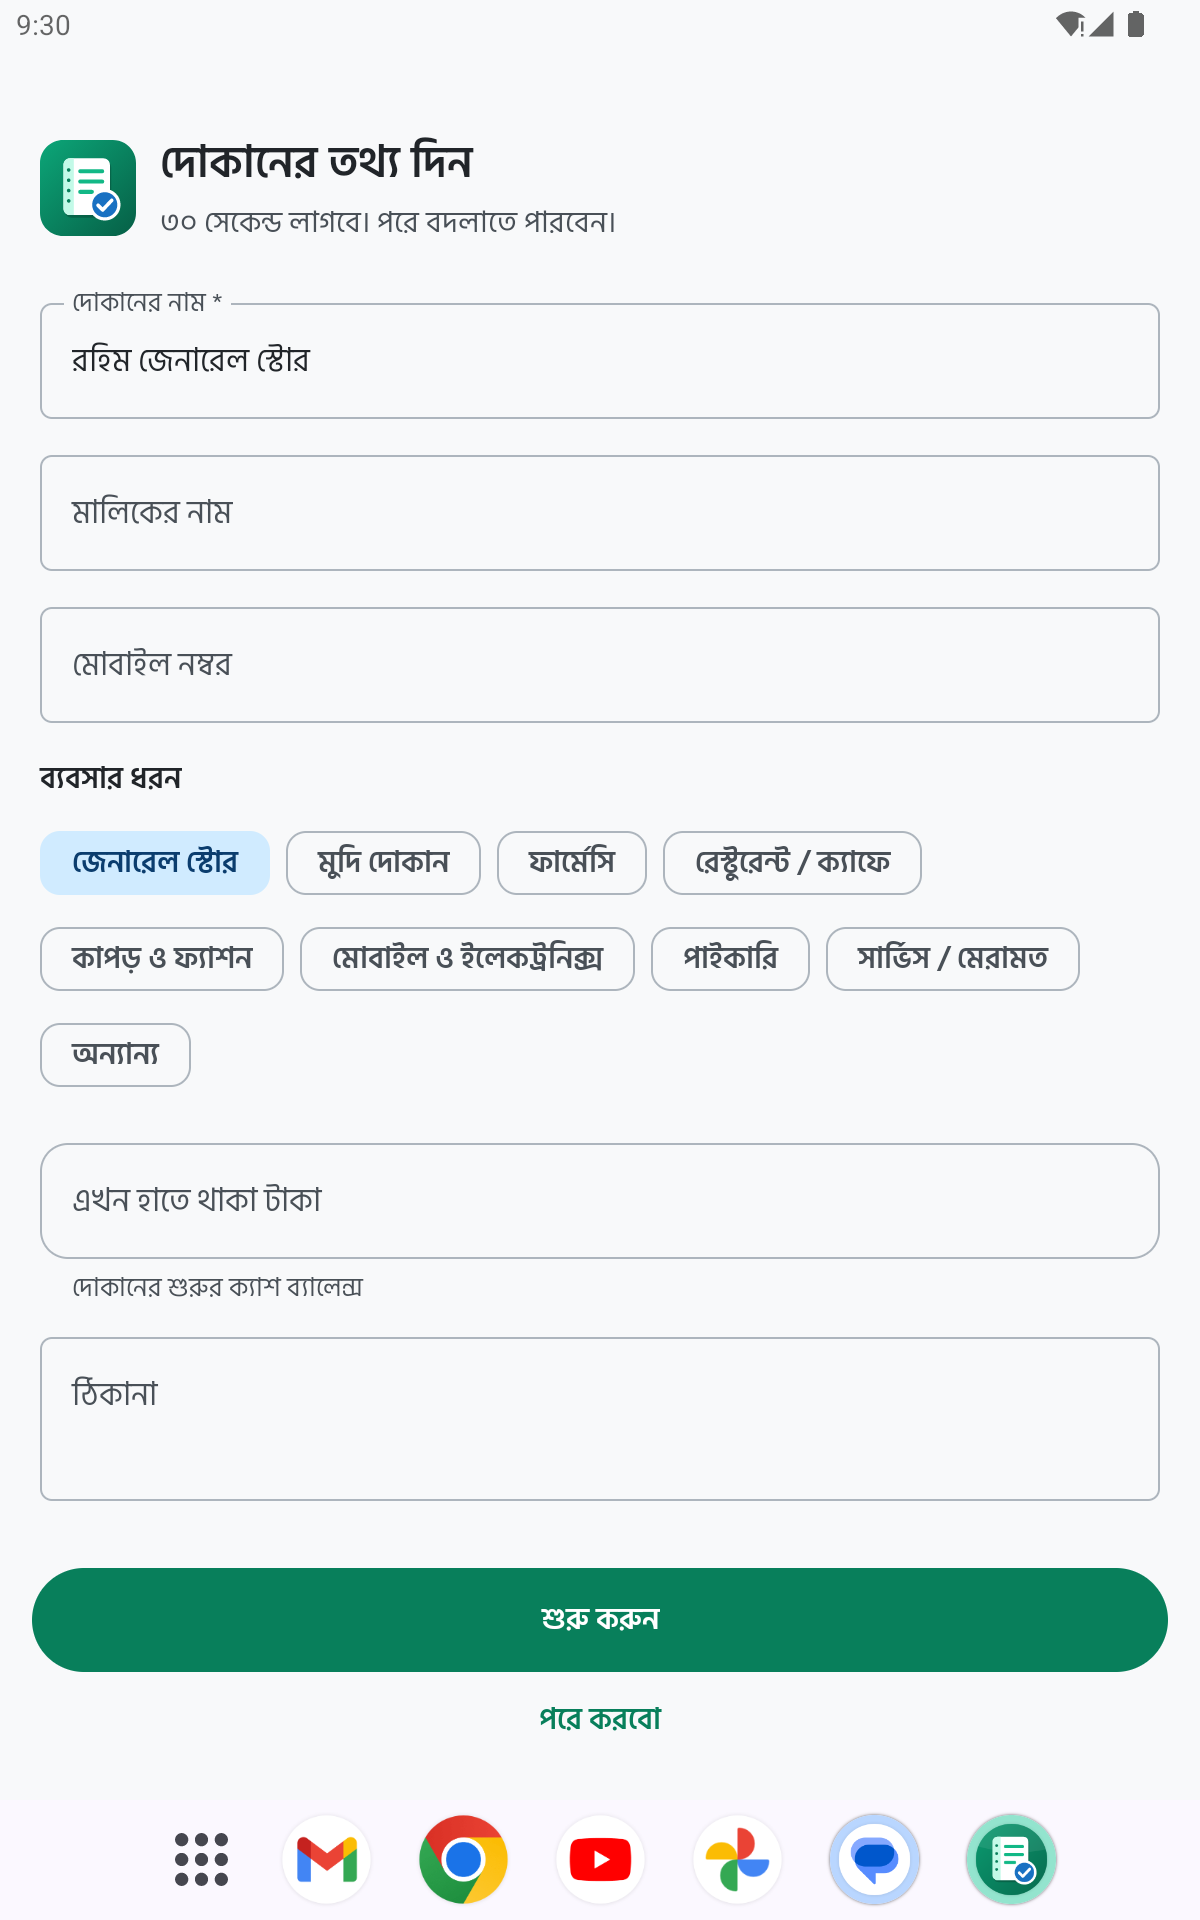 9:30
দোকানের তথ্য দিন
৩০ সেকেন্ড লাগবে। পরে বদলাতে পারবেন।
দোকানের নাম *
রহিম জেনারেল স্টোর
মালিকের নাম
মোবাইল নম্বর
ব্যবসার ধরন
জেনারেল স্টোর মুদি দোকান ফার্মেসি রেস্টুরেন্ট / ক্যাফে
কাপড় ও ফ্যাশন মোবাইল ও ইলেকট্রনিক্স পাইকারি সার্ভিস / মেরামত
অন্যান্য
এখন হাতে থাকা টাকা
দোকানের শুরুর ক্যাশ ব্যালেন্স
ঠিকানা
শুরু করুন
পরে করবো